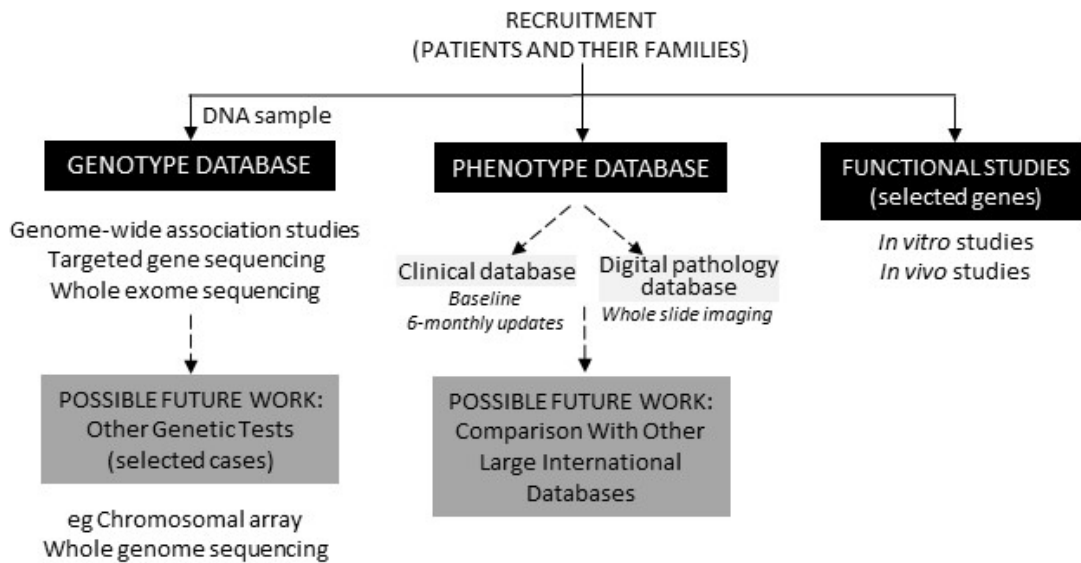 RECRUITMENT
(PATIENTS AND THEIR FAMILIES)
DNA sample
GENOTYPE DATABASE
Genome-wide association studies
Targeted gene sequencing
Whole exome sequencing
POSSIBLE FUTURE WORK:
Other Genetic Tests
(selected cases)
eg Chromosomal array
Whole genome sequencing
PHENOTYPE DATABASE
Clinical database
Baseline
6-monthly updates
Digital pathology
database
Whole slide imaging
POSSIBLE FUTURE WORK:
Comparison With Other
Large International
Databases
FUNCTIONAL STUDIES
(selected genes)
In vitro studies
In vivo studies